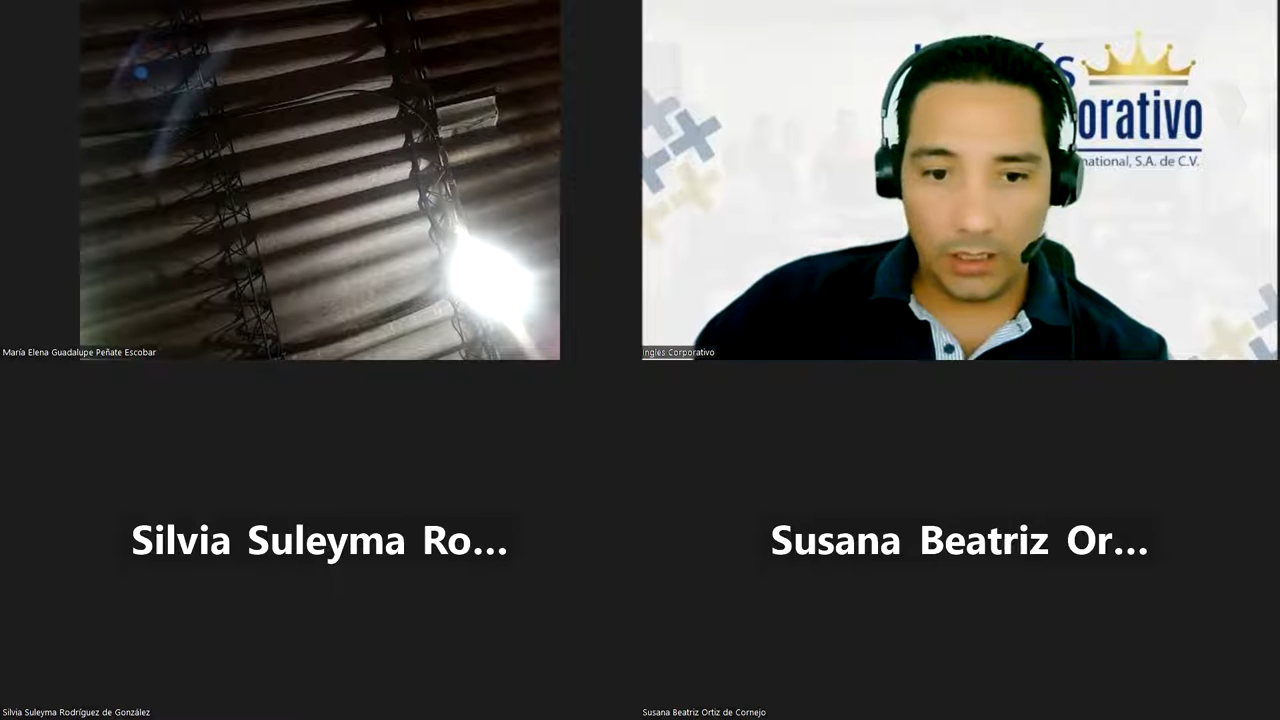 orativo
national, S.A. de C.V.
María Elena Guadalupe Peñate Escobar
Ingles Corporativo
Silvia Suleyma Ro...
Susana Beatriz Or...
Silvia Suleyma Rodríguez de González
Susana Beatriz Ortiz de Cornejo